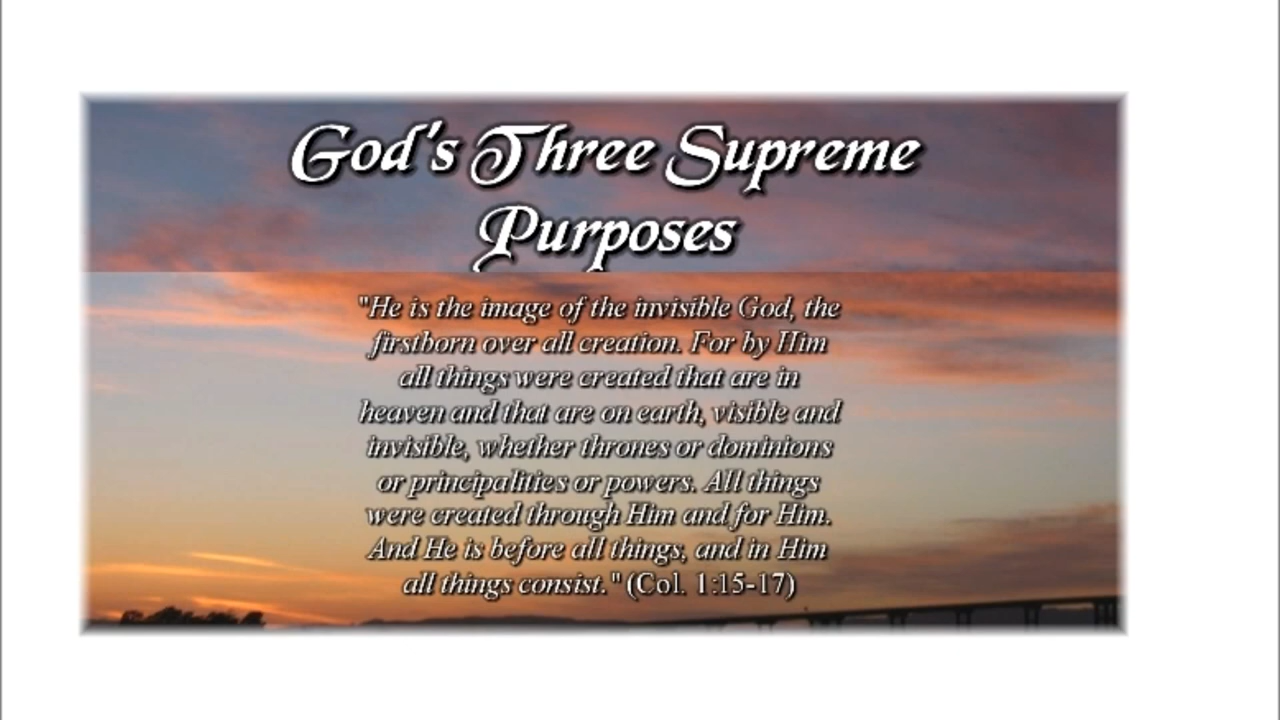 God's Three Supreme
Purposes
"He is the image of the invisible God, the
firstborn over all creation. For by Him
all things were created that are in
heaven and that are on earth, visible and
invisible, whether thrones or dominions
or principalities or powers. All things
were created through Him and for Him.
And He is before all things, and in Him
all things consist." (Col. 1:15-17)